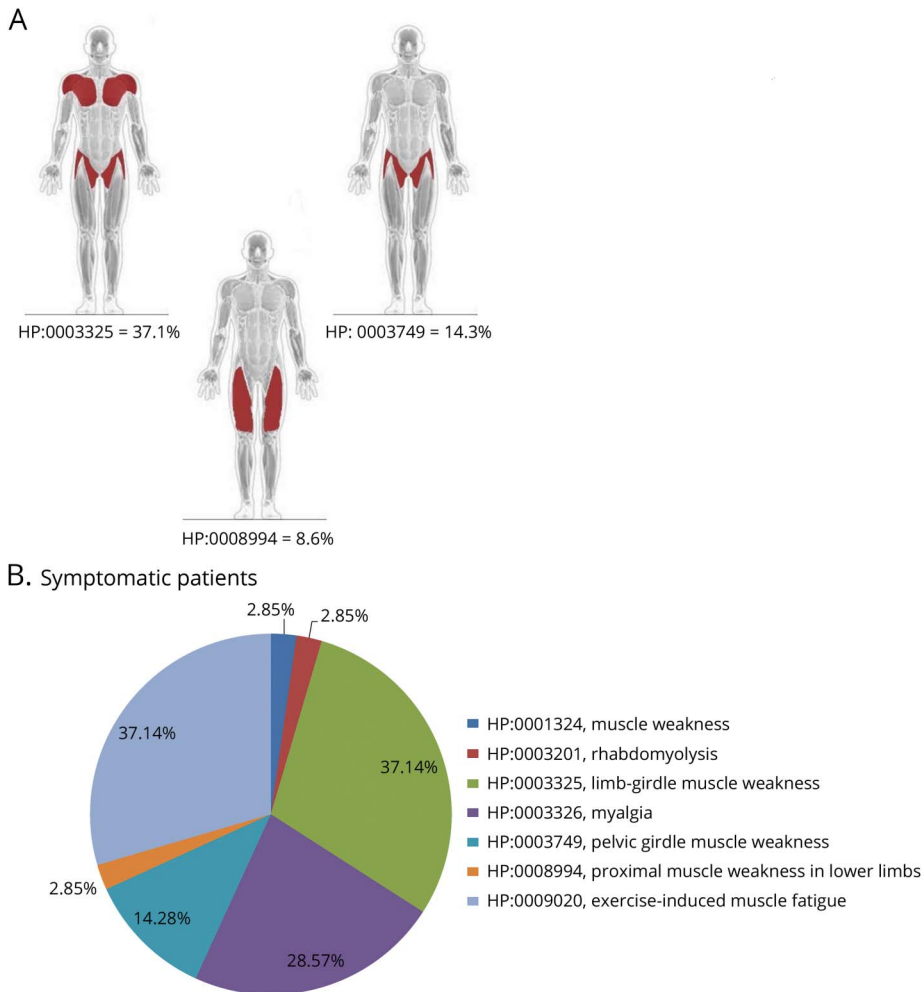 A
HP:0003325 = 37.1%
HP: 0003749 = 14.3%
HP:0008994 = 8.6%
B. Symptomatic patients
2.85%
2.85%
37.14%
37.14%
2.85%
14.28%
28.57%
HP:0001324, muscle weakness
HP:0003201, rhabdomyolysis
HP:0003325, limb-girdle muscle weakness
HP:0003326, myalgia
HP:0003749, pelvic girdle muscle weakness
HP:0008994, proximal muscle weakness in lower limbs
HP:0009020, exercise-induced muscle fatigue